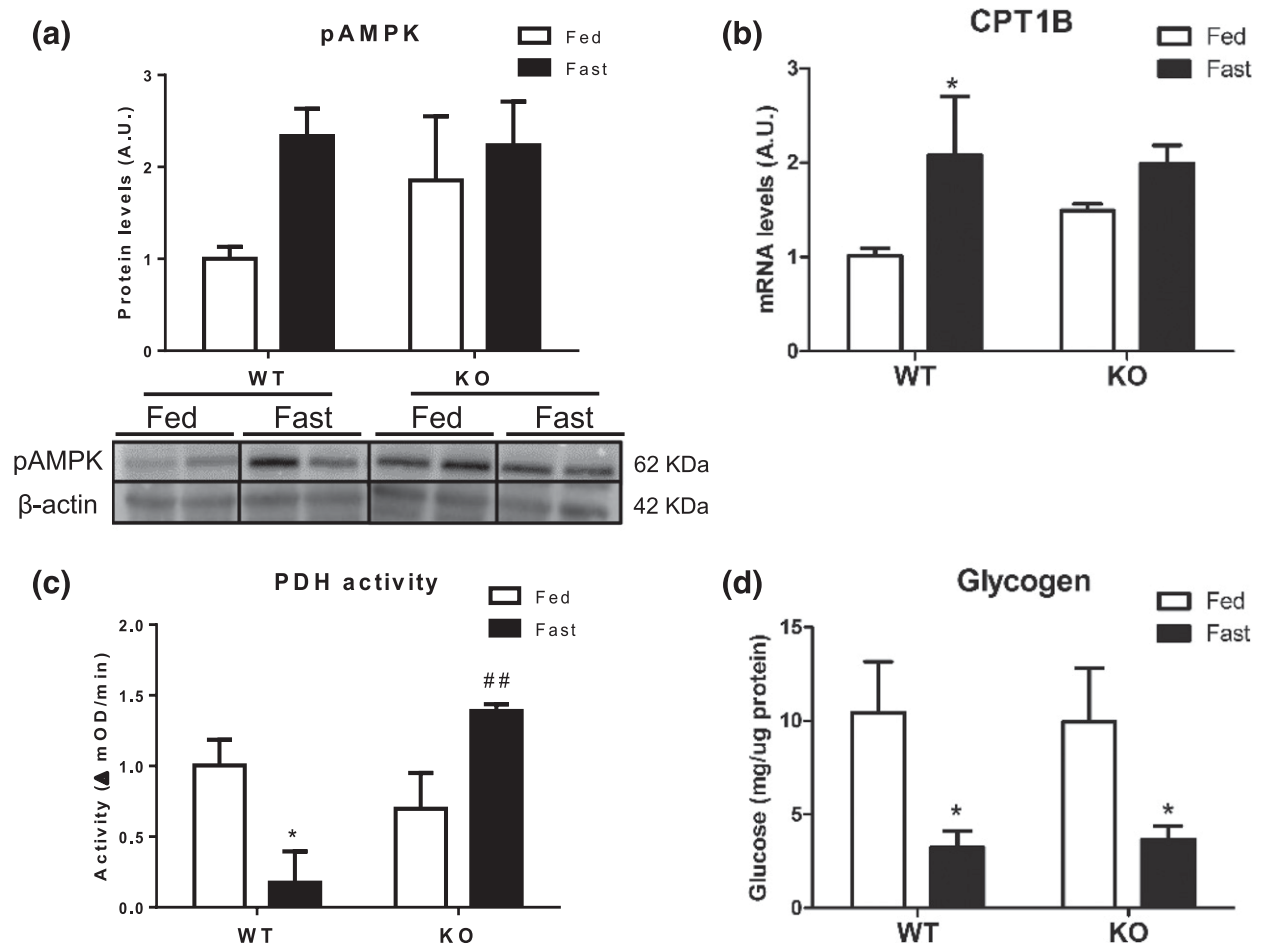 (a)
pAMPK
Fed
Fast
Protein levels (A.U.)
3
2
1
0
WT
KO
Fed
Fast
Fed
Fast
pAMPK
62 KDa
β-actin
42 KDa
(b)
CPT1B
Fed
Fast
mRNA levels (A.U.)
3
2
1
0
*
WT
KO
(c)
PDH activity
Fed
Fast
Activity (▲ mOD/min)
2.0
1.5
1.0
0.5
0.0
*
##
WT
KO
(d)
Glycogen
Fed
Fast
Glucose (mg/ug protein)
15
10
5
0
*
*
WT
KO